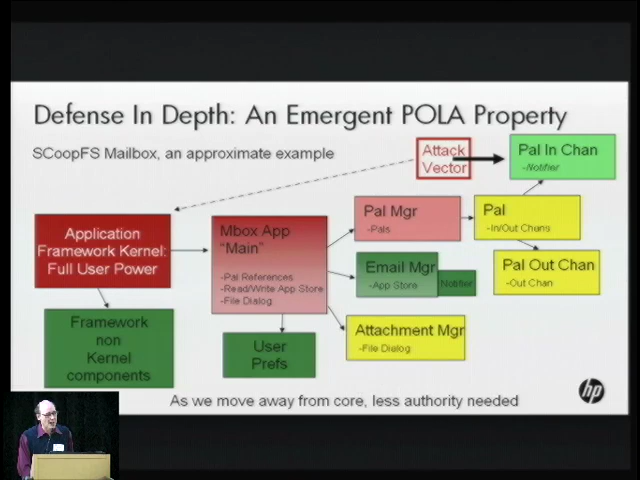 Defense In Depth: An Emergent POLA Property
SCoopFS Mailbox, an approximate example
Attack
Vector
Pal In Chan
-Notifier
Application
Framework Kernel:
Full User Power
Mbox App
"Main"
-Pal References
-Read/Write App Store
-File Dialog
Pal Mgr
-Pals
Pal
-In/Out Chans
Email Mgr
-App Store
Notifier
Pal Out Chan
-Out Chan
Framework
non
Kernel
components
User
Prefs
Attachment Mgr
-File Dialog
As we move away from core, less authority needed
hp